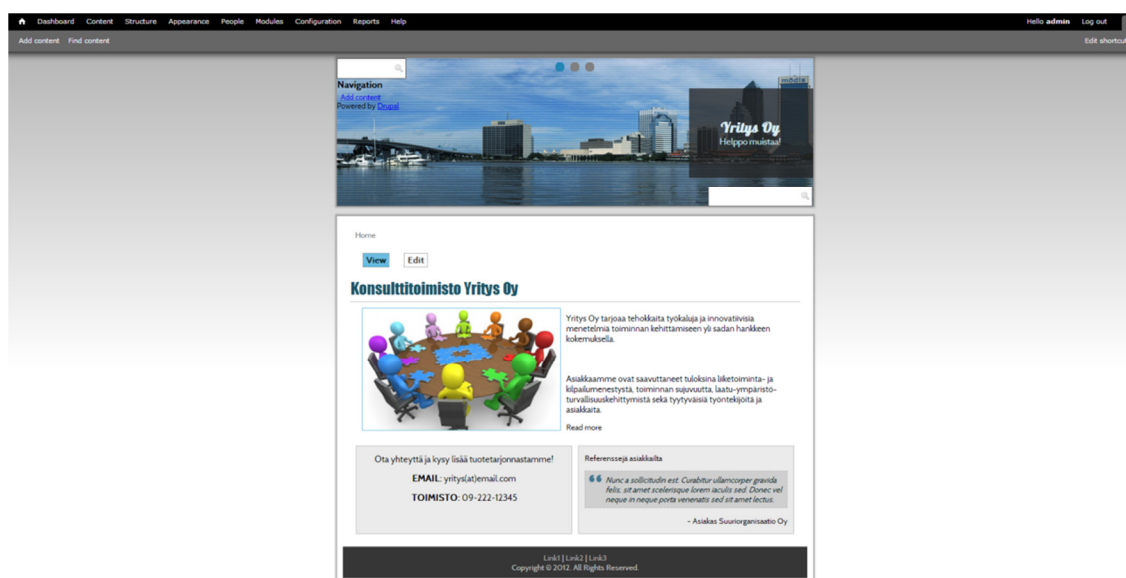 Dashboard Content Structure Appearance People Modules Configuration Reports Help Hello admin Log out
Add content Find content Edit shortcut
Navigation
Add content
Powered by Drupal
Yritys Oy
Helppo muistaa!
Home
View Edit
Konsulttitoimisto Yritys Oy
Yritys Oy tarjoaa tehokkaita työkaluja ja innovatiivisia
menetelmiä toiminnan kehittämiseen yli sadan hankkeen
kokemuksella.
Asiakkaamme ovat saavuttaneet tuloksina liiketoiminta- ja
kilpailumenestystä, toiminnan sujuvuutta, laatu-ympäristö-
turvallisuuskehittymistä sekä tyytyväisiä työntekijöitä ja
asiakkaita.
Read more
Ota yhteyttä ja kysy lisää tuotetarjonnastamme!
EMAIL: yritys(at)email.com
TOIMISTO: 09-222-12345
Referenssejä asiakkailta
Nunc a sollicitudin est. Curabitur ullamcorper gravida
felis, sit amet scelerisque lorem iaculis sed. Donec vel
neque in neque porta venenatis sed sit amet lectus.
- Asiakas Suuriorganisaatio Oy
Link1 | Link2 | Link3
Copyright © 2012. All Rights Reserved.